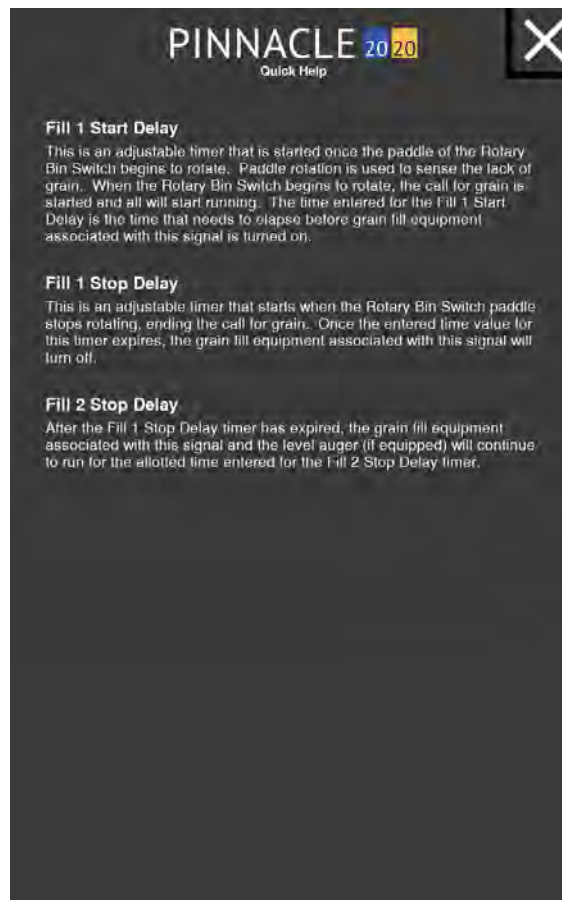 PINNACLE 20 20
Quick Help
Fill 1 Start Delay
This is an adjustable timer that is started once the paddle of the Rotary
Bin Switch begins to rotate.  Paddle rotation is used to sense the lack of
grain.  When the Rotary Bin Switch begins to rotate, the call for grain is
started and all will start running.  The time entered for the Fill 1 Start
Delay is the time that needs to elapse before grain fill equipment
associated with this signal is turned on.
Fill 1 Stop Delay
This is an adjustable timer that starts when the Rotary Bin Switch paddle
stops rotating, ending the call for grain.  Once the entered time value for
this timer expires, the grain fill equipment associated with this signal will
turn off.
Fill 2 Stop Delay
After the Fill 1 Stop Delay timer has expired, the grain fill equipment
associated with this signal and the level auger (if equipped) will continue
to run for the allotted time entered for the Fill 2 Stop Delay timer.